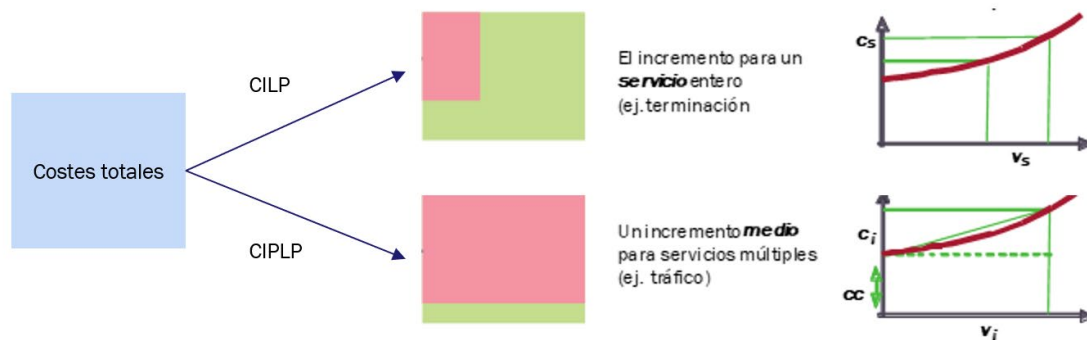 Costes totales
CILP
CIPLP
El incremento para un
servicio entero
(ej. terminación
Un incremento medio
para servicios múltiples
(ej. tráfico)
cs
vs
ci
cc
vi